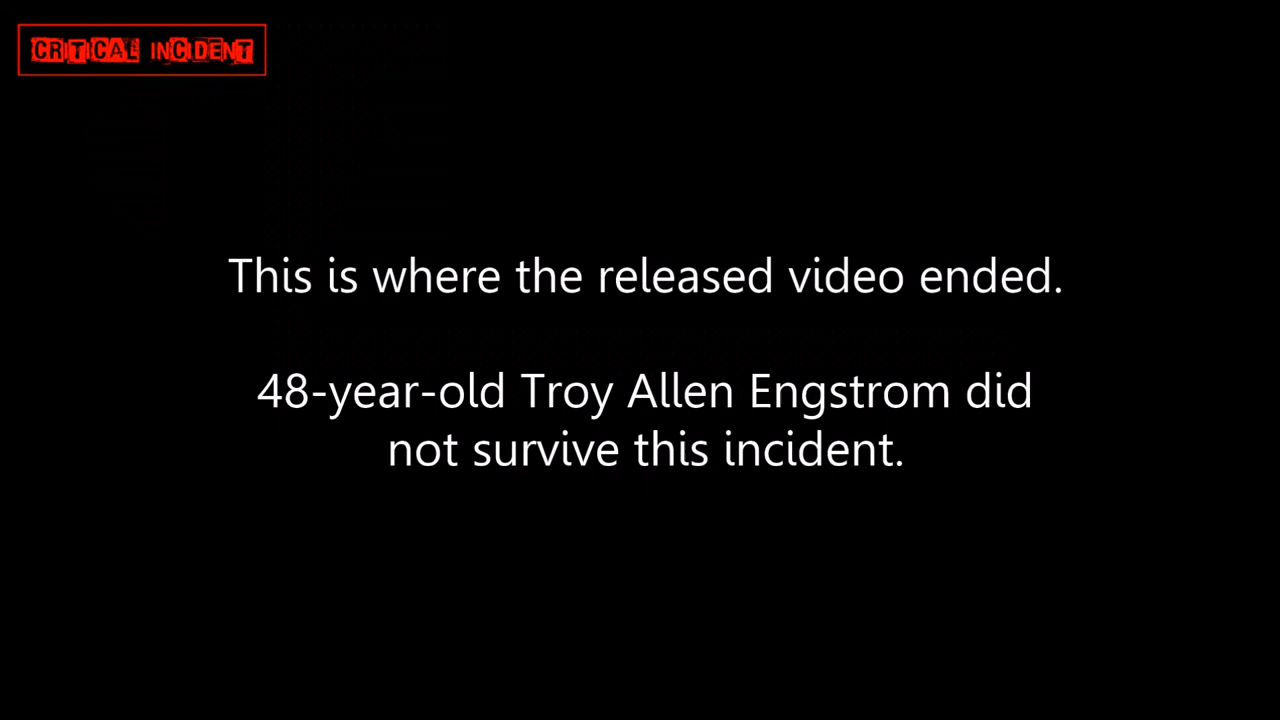 CRITICAL INCIDENT
This is where the released video ended.
48-year-old Troy Allen Engstrom did
not survive this incident.